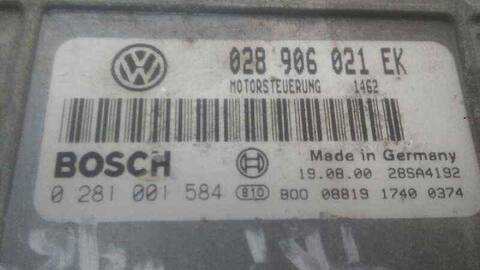 028 906 021 EK
MOTORSTEUERUNG 1462
BOSCH
Made in Germany
19.08.00 28SA4192
0 281 001 584 810 800 08819 1740 0374